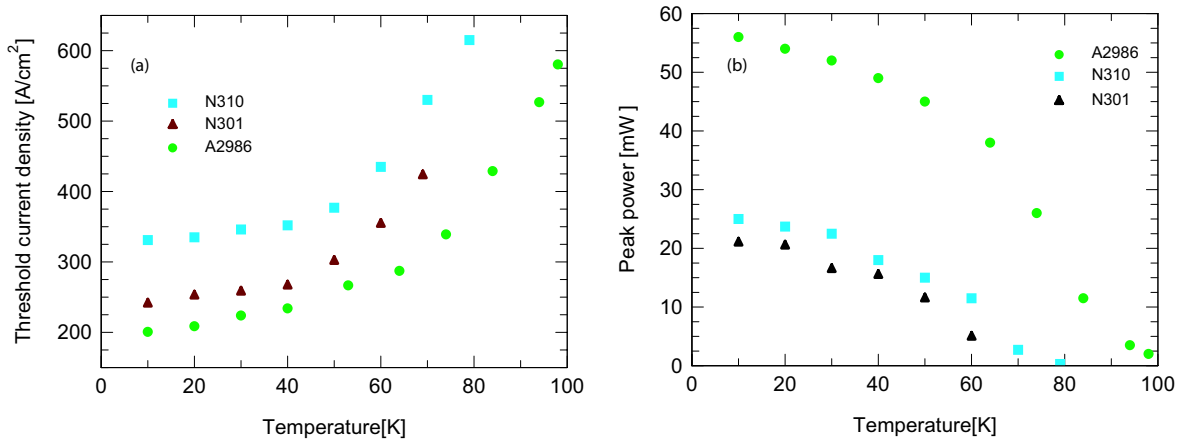 (a)
N310
N301
A2986
Threshold current density [A/cm²]
600
500
400
300
200
0 20 40 60 80 100
Temperature[K]
(b)
A2986
N310
N301
Peak power [mW]
60
50
40
30
20
10
0
0 20 40 60 80 100
Temperature[K]